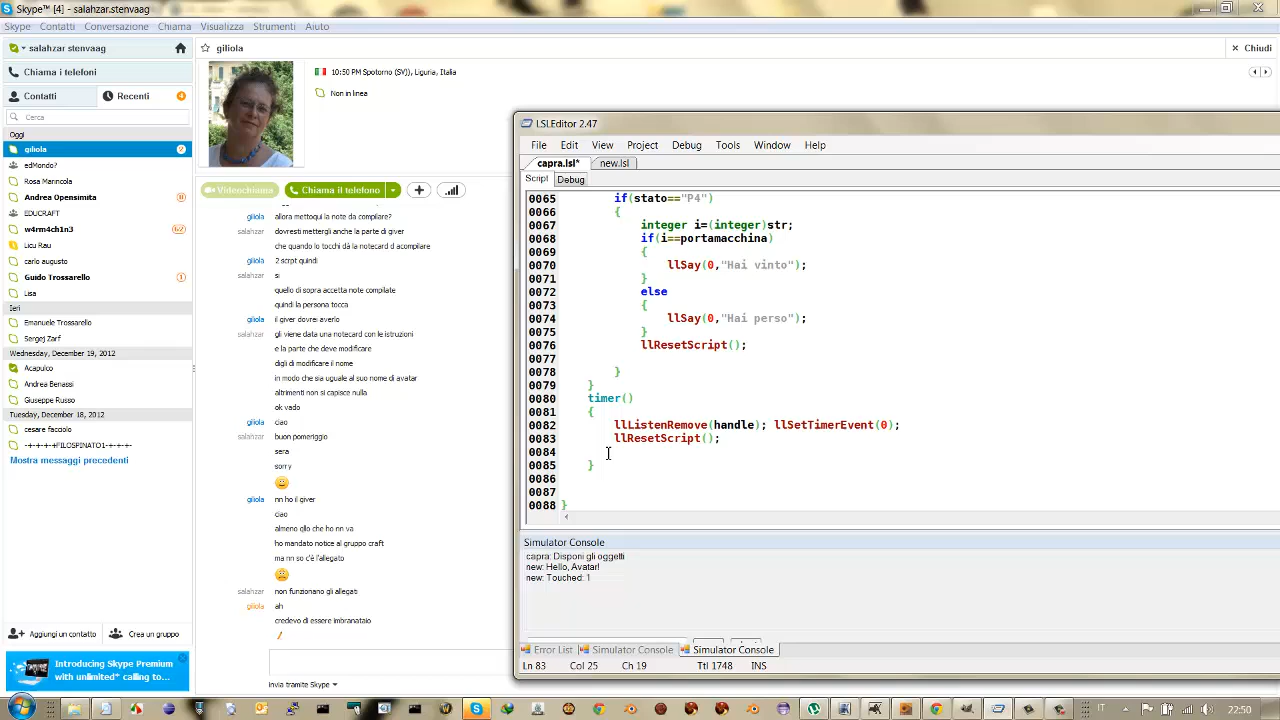 Skype™ [4] - salahzar.stenvaag
Skype Contatti Conversazione Chiama Visualizza Strumenti Aiuto
salahzar stenvaag
giliola
Chiudi
Chiama i telefoni
10:50 PM Spotorno (SV)), Liguria, Italia
Contatti
Recenti
4
Non in linea
Cerca
Oggi
giliola
2
edMondo?
Rosa Marincola
Andrea Opensimita
8
EDUCRAFT
w4rm4ch1n3
Licu Rau
carlo augusto
Guido Trossarello
1
Lisa
Ieri
Emanuele Trossarello
Sergej Zarf
Wednesday, December 19, 2012
Acapulco
Andrea Benassi
Giuseppe Russo
Tuesday, December 18, 2012
cesare facciolo
-+-+-+-+FILOSPINATO1-+-+-+-
Mostra messaggi precedenti
Aggiungi un contatto
Crea un gruppo
Introducing Skype Premium
with unlimited* calling to...
Videochiama
Chiama il telefono
giliola allora mettoqui la note da compilare?
salahzar dovresti mettergli anche la parte di giver
che quando lo tocchi dà la notecard d acompilare
giliola 2 scrpt quindi
salahzar si
quello di sopra accetta note compilate
quindi la persona tocca
giliola il giver dovrei averlo
salahzar gli viene data una notecard con le istruzioni
e la parte che deve modificare
digli di modificare il nome
in modo che sia uguale al suo nome di avatar
altrimenti non si capisce nulla
ok vado
giliola ciao
salahzar buon pomeriggio
sera
sorry
giliola nn ho il giver
ciao
almeno qllo che ho nn va
ho mandato notice al gruppo craft
ma nn so c'è l'allegato
salahzar non funzionano gli allegati
giliola ah
credevo di essere imbranataio
invia tramite Skype
LSLEditor 2.47
File Edit View Project Debug Tools Window Help
capra.lsl* new.lsl
Script Debug
0065 if(stato=="P4")
0066 {
0067 integer i=(integer)str;
0068 if(i==portamacchina)
0069 {
0070 llSay(0,"Hai vinto");
0071 }
0072 else
0073 {
0074 llSay(0,"Hai perso");
0075 }
0076 llResetScript();
0077
0078 }
0079 }
0080 timer()
0081 {
0082 llListenRemove(handle); llSetTimerEvent(0);
0083 llResetScript();
0084
0085 }
0086
0087
0088 }
Simulator Console
capra: Disponi gli oggetti
new: Hello, Avatar!
new: Touched: 1
Error List Simulator Console Simulator Console
Ln 83 Col 25 Ch 19 Ttl 1748 INS
IT
22:50